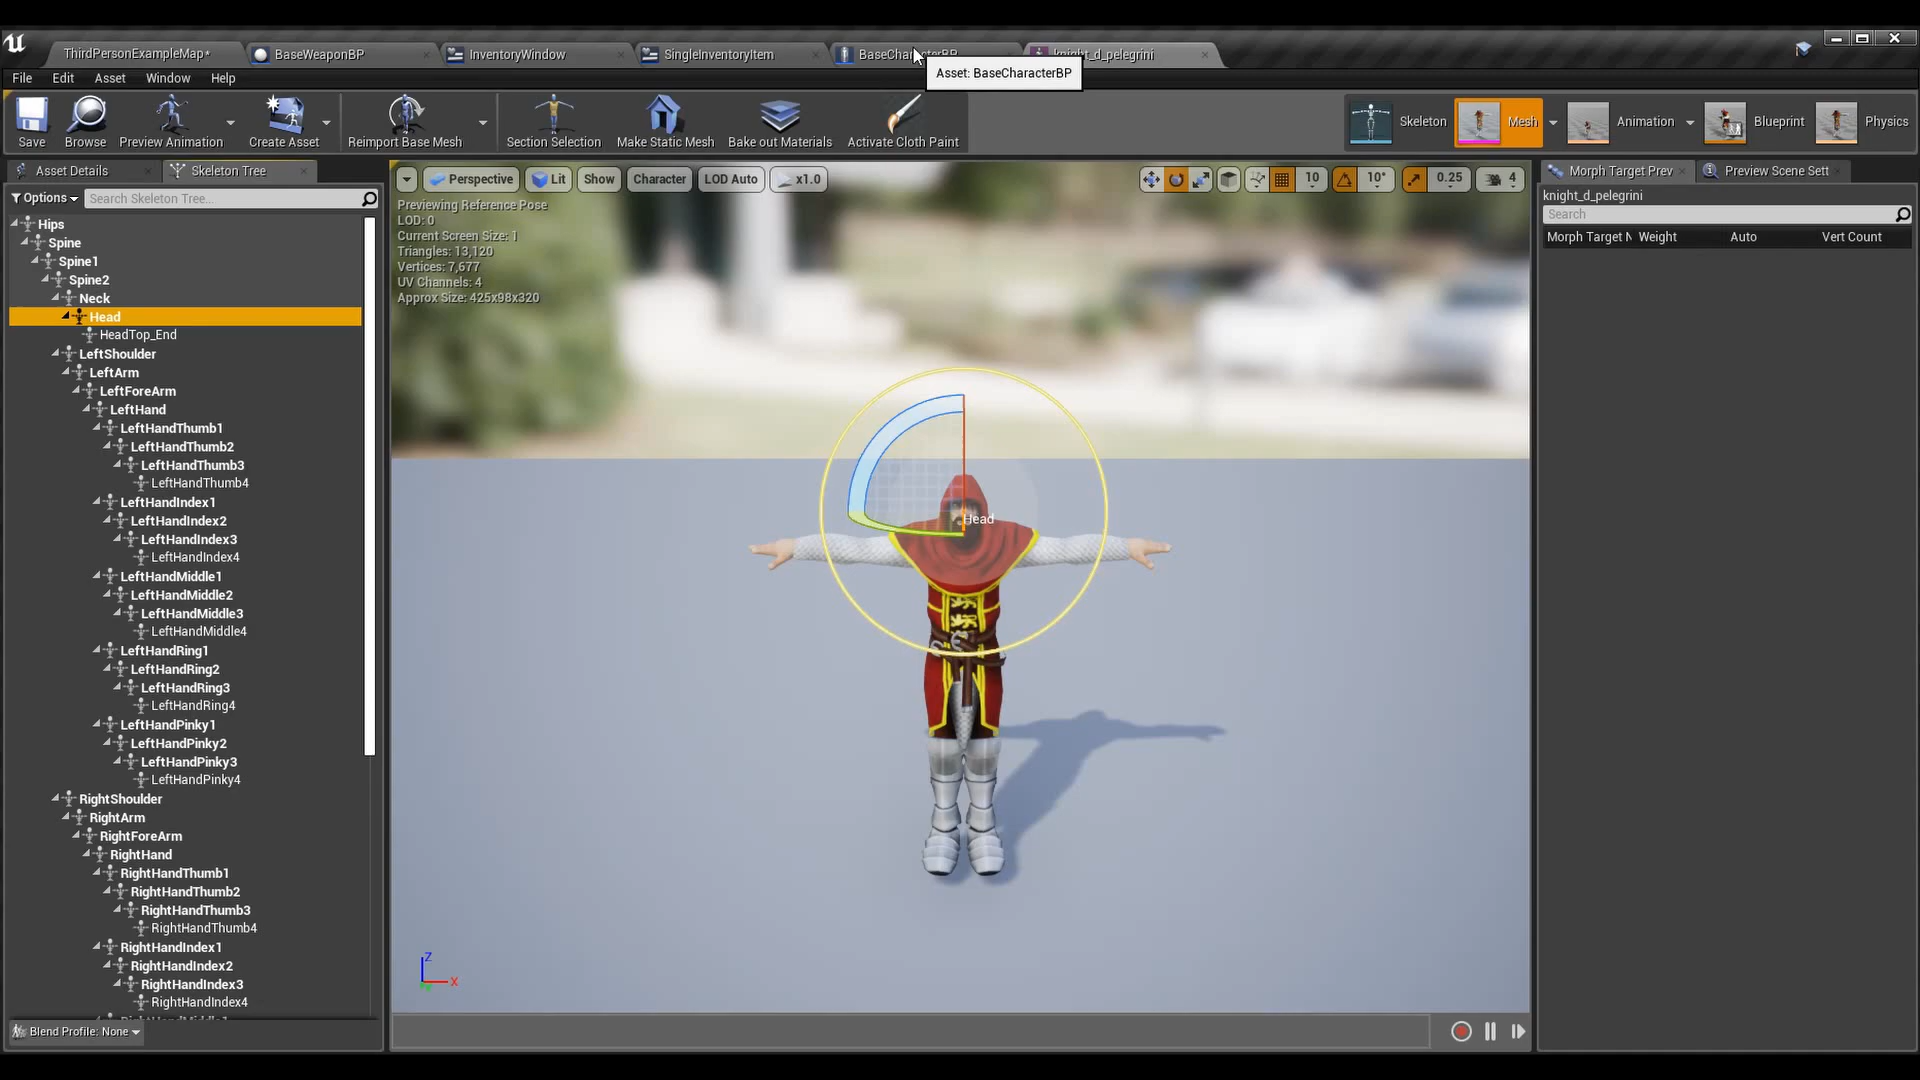 ThirdPersonExampleMap*
BaseWeaponBP
InventoryWindow
SingleInventoryItem
BaseCharacterBP
knight_d_pelegrini
Asset: BaseCharacterBP
File Edit Asset Window Help
Save
Browse
Preview Animation
Create Asset
Reimport Base Mesh
Section Selection
Make Static Mesh
Bake out Materials
Activate Cloth Paint
Skeleton
Mesh
Animation
Blueprint
Physics
Asset Details
Skeleton Tree
Options
Search Skeleton Tree...
Hips
Spine
Spine1
Spine2
Neck
Head
HeadTop_End
LeftShoulder
LeftArm
LeftForeArm
LeftHand
LeftHandThumb1
LeftHandThumb2
LeftHandThumb3
LeftHandThumb4
LeftHandIndex1
LeftHandIndex2
LeftHandIndex3
LeftHandIndex4
LeftHandMiddle1
LeftHandMiddle2
LeftHandMiddle3
LeftHandMiddle4
LeftHandRing1
LeftHandRing2
LeftHandRing3
LeftHandRing4
LeftHandPinky1
LeftHandPinky2
LeftHandPinky3
LeftHandPinky4
RightShoulder
RightArm
RightForeArm
RightHand
RightHandThumb1
RightHandThumb2
RightHandThumb3
RightHandThumb4
RightHandIndex1
RightHandIndex2
RightHandIndex3
RightHandIndex4
Blend Profile: None
Perspective
Lit
Show
Character
LOD Auto
x1.0
10
10°
0.25
4
Previewing Reference Pose
LOD: 0
Current Screen Size: 1
Triangles: 13,120
Vertices: 7,677
UV Channels: 4
Approx Size: 425x98x320
Head
Z
X
Morph Target Prev
Preview Scene Sett
knight_d_pelegrini
Search
Morph Target N Weight Auto Vert Count